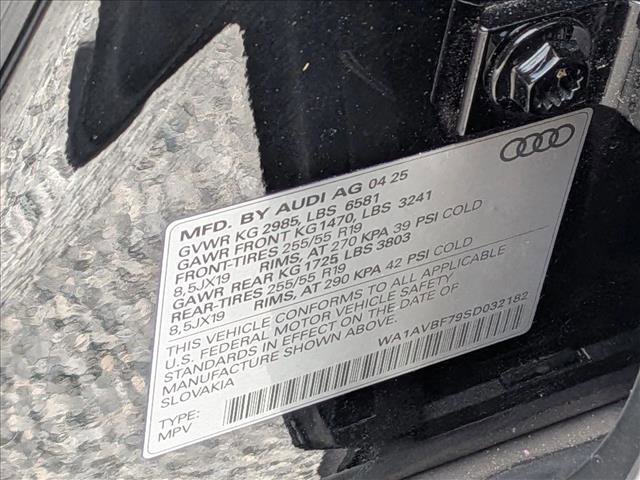 MFD. BY AUDI AG 04 25
GVWR KG 2985, LBS 6581
GAWR FRONT KG1470, LBS 3241
FRONT-TIRES 255/55 R19
8,5JX19 RIMS, AT 270 KPA 39 PSI COLD
GAWR REAR KG 1725, LBS 3803
REAR-TIRES 255/55 R19
8,5JX19 RIMS, AT 290 KPA 42 PSI COLD
THIS VEHICLE CONFORMS TO ALL APPLICABLE
U.S. FEDERAL MOTOR VEHICLE SAFETY
STANDARDS IN EFFECT ON THE DATE OF
MANUFACTURE SHOWN ABOVE.
SLOVAKIA
WA1AVBF79SD032182
TYPE:
MPV